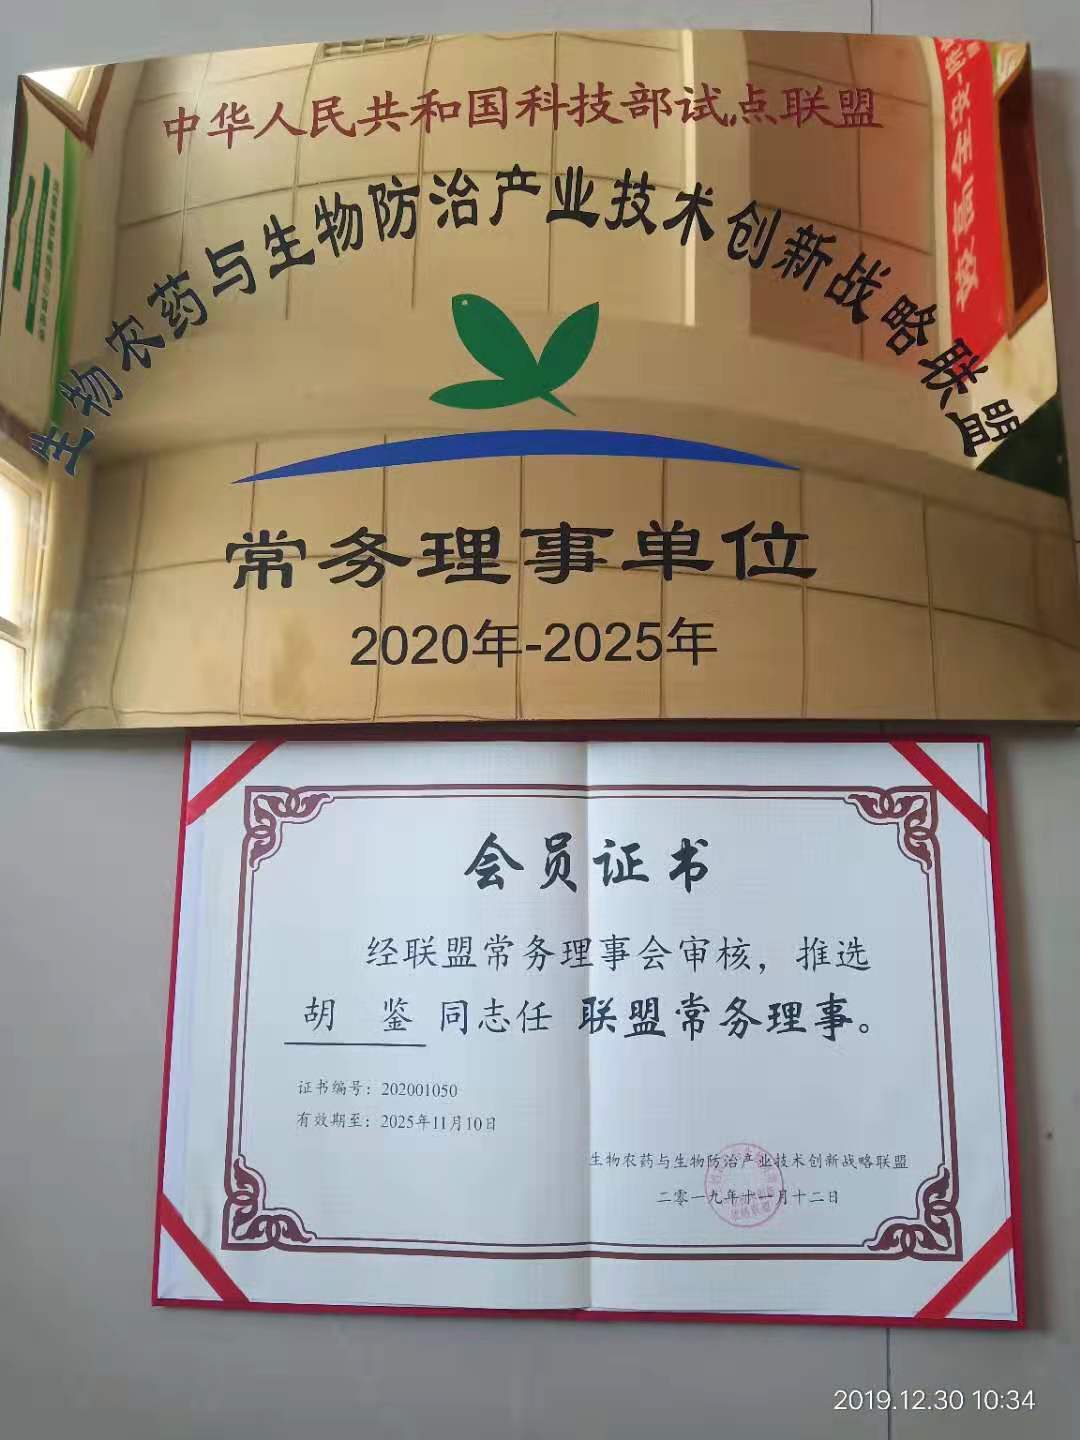 中华人民共和国科技部试点联盟
生物农药与生物防治产业技术创新战略联盟
常务理事单位
2020年-2025年
会员证书
经联盟常务理事会审核，推选
胡 鉴 同志任 联盟常务理事。
证书编号：202001050
有效期至：2025年11月10日
生物农药与生物防治产业技术创新战略联盟
二零一九年十一月十二日
2019.12.30 10:34